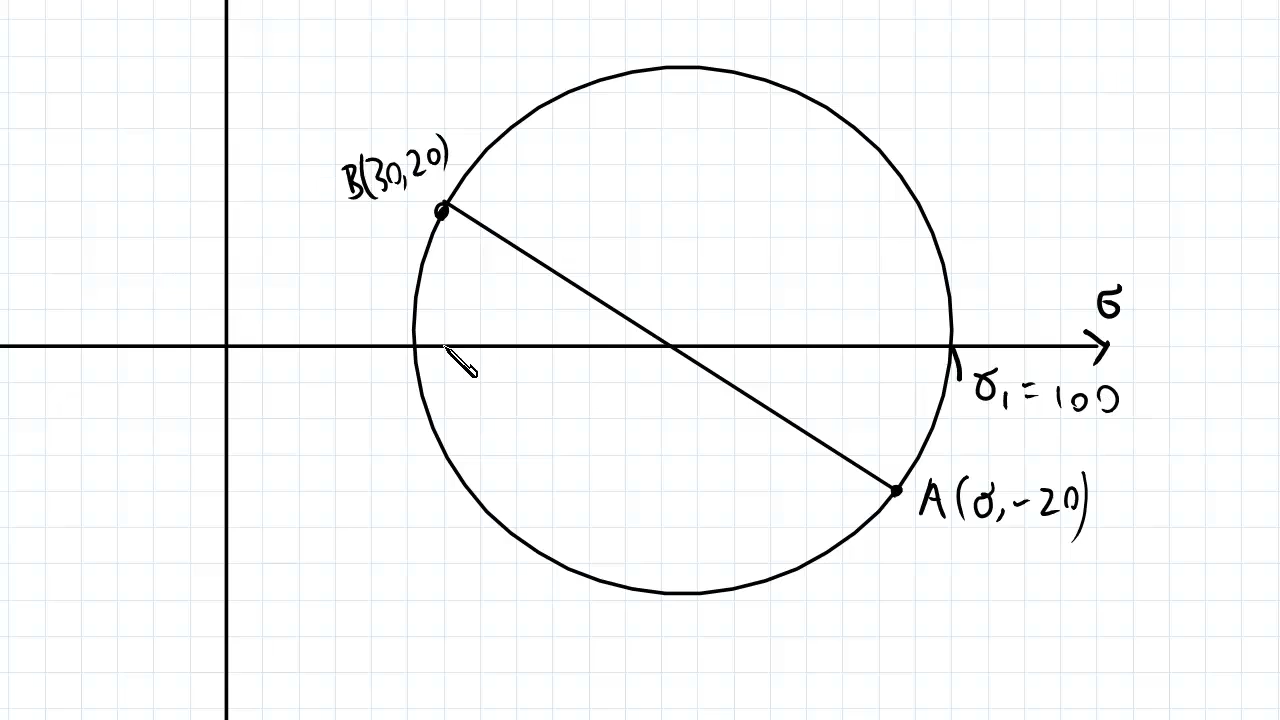 B(30,20)
σ
σ₁ = 100
A(σ, -20)